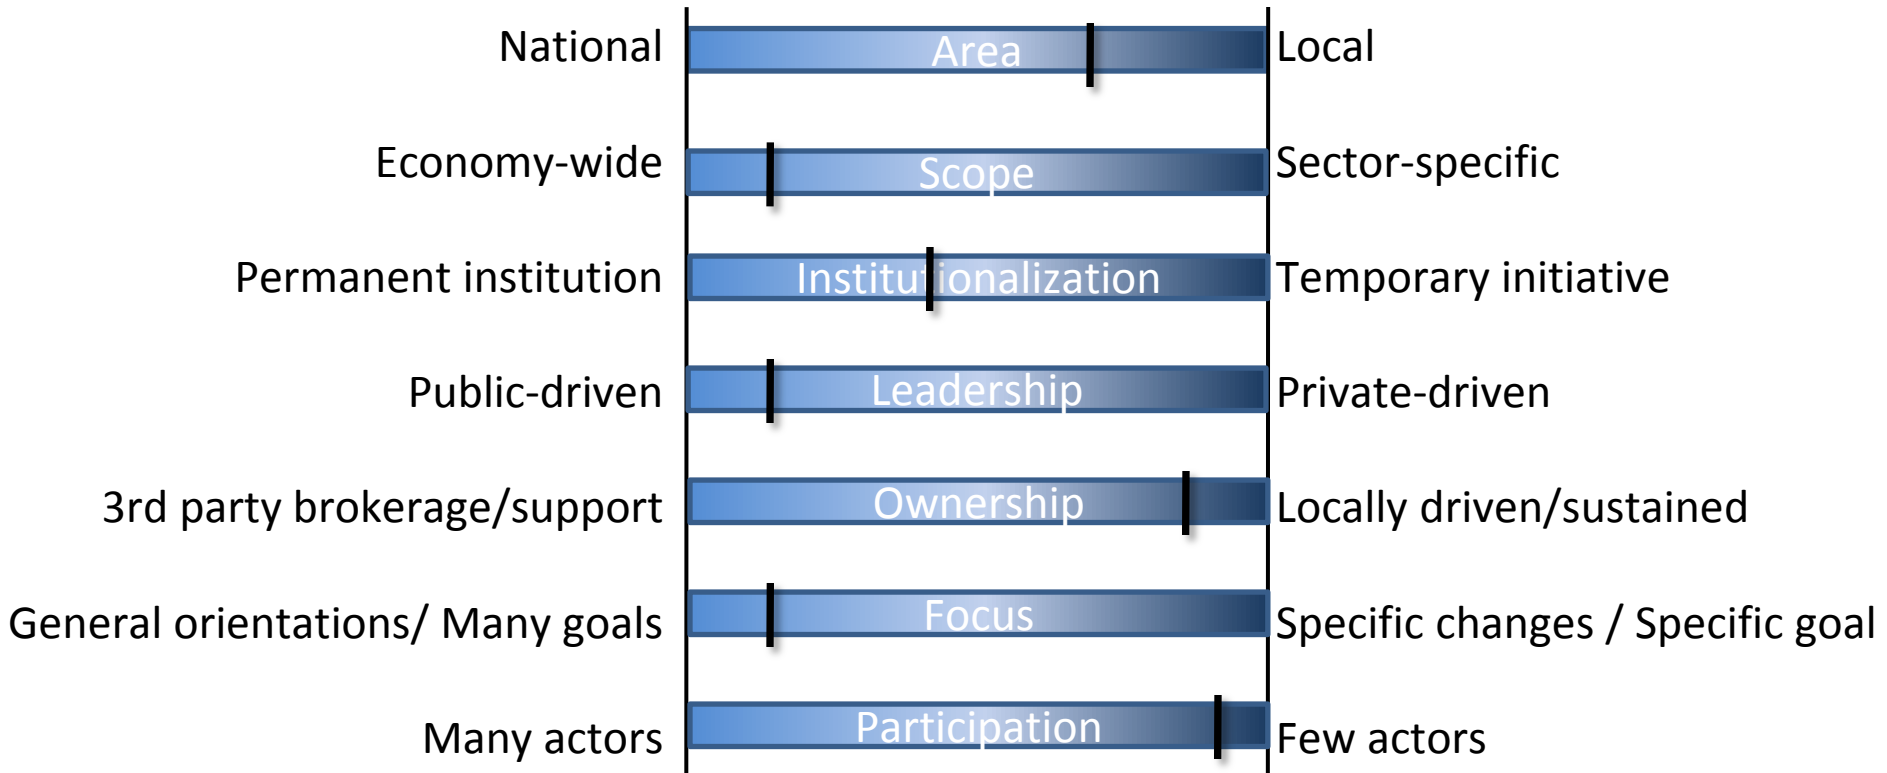 National
Area
Local
Economy-wide
Scope
Sector-specific
Permanent institution
Institutionalization
Temporary initiative
Public-driven
Leadership
Private-driven
3rd party brokerage/support
Ownership
Locally driven/sustained
General orientations/ Many goals
Focus
Specific changes / Specific goal
Many actors
Participation
Few actors